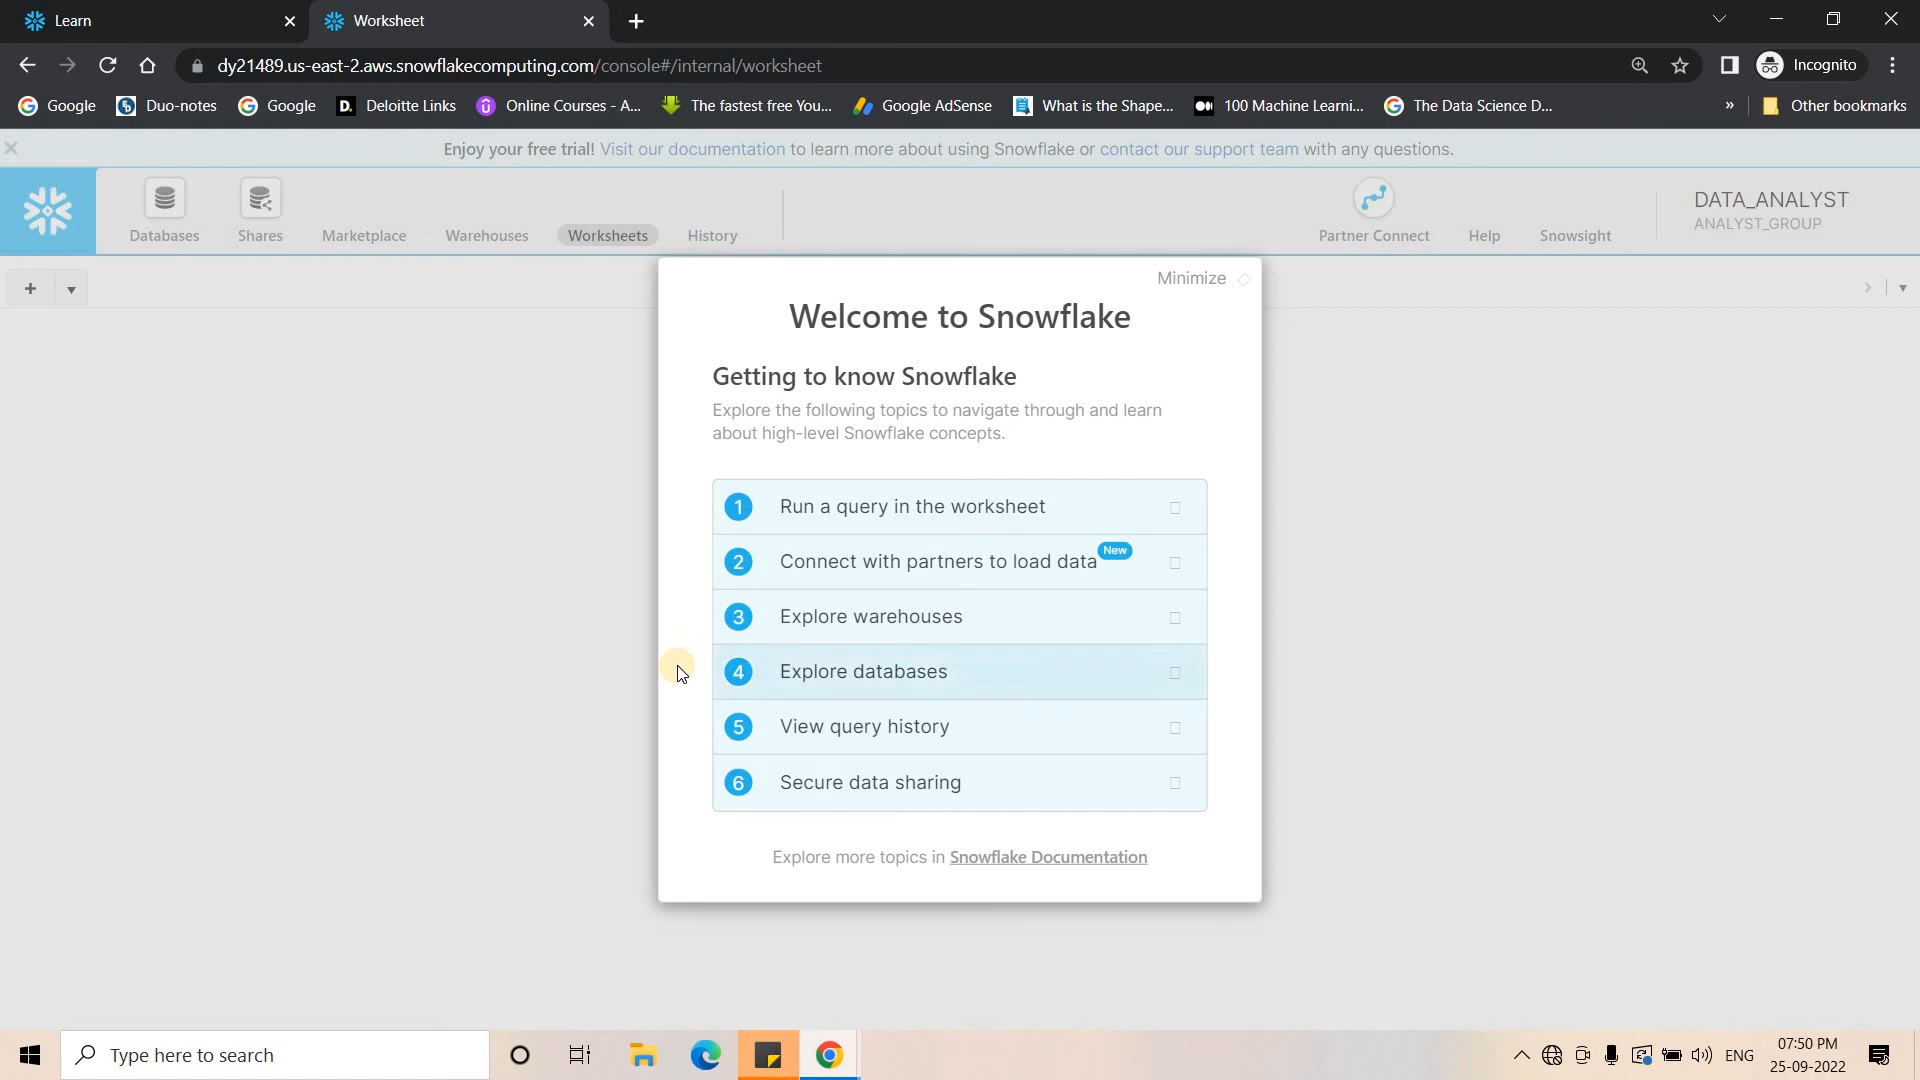 Learn
Worksheet
dy21489.us-east-2.aws.snowflakecomputing.com/console#/internal/worksheet
Incognito
Google
Duo-notes
Google
Deloitte Links
Online Courses - A...
The fastest free You...
Google AdSense
What is the Shape...
100 Machine Learni...
The Data Science D...
»
Other bookmarks
Enjoy your free trial! Visit our documentation to learn more about using Snowflake or contact our support team with any questions.
Databases
Shares
Marketplace
Warehouses
Worksheets
History
Partner Connect
Help
Snowsight
DATA_ANALYST
ANALYST_GROUP
Minimize
Welcome to Snowflake
Getting to know Snowflake
Explore the following topics to navigate through and learn
about high-level Snowflake concepts.
1 Run a query in the worksheet
2 Connect with partners to load data New
3 Explore warehouses
4 Explore databases
5 View query history
6 Secure data sharing
Explore more topics in Snowflake Documentation
Type here to search
ENG
07:50 PM
25-09-2022